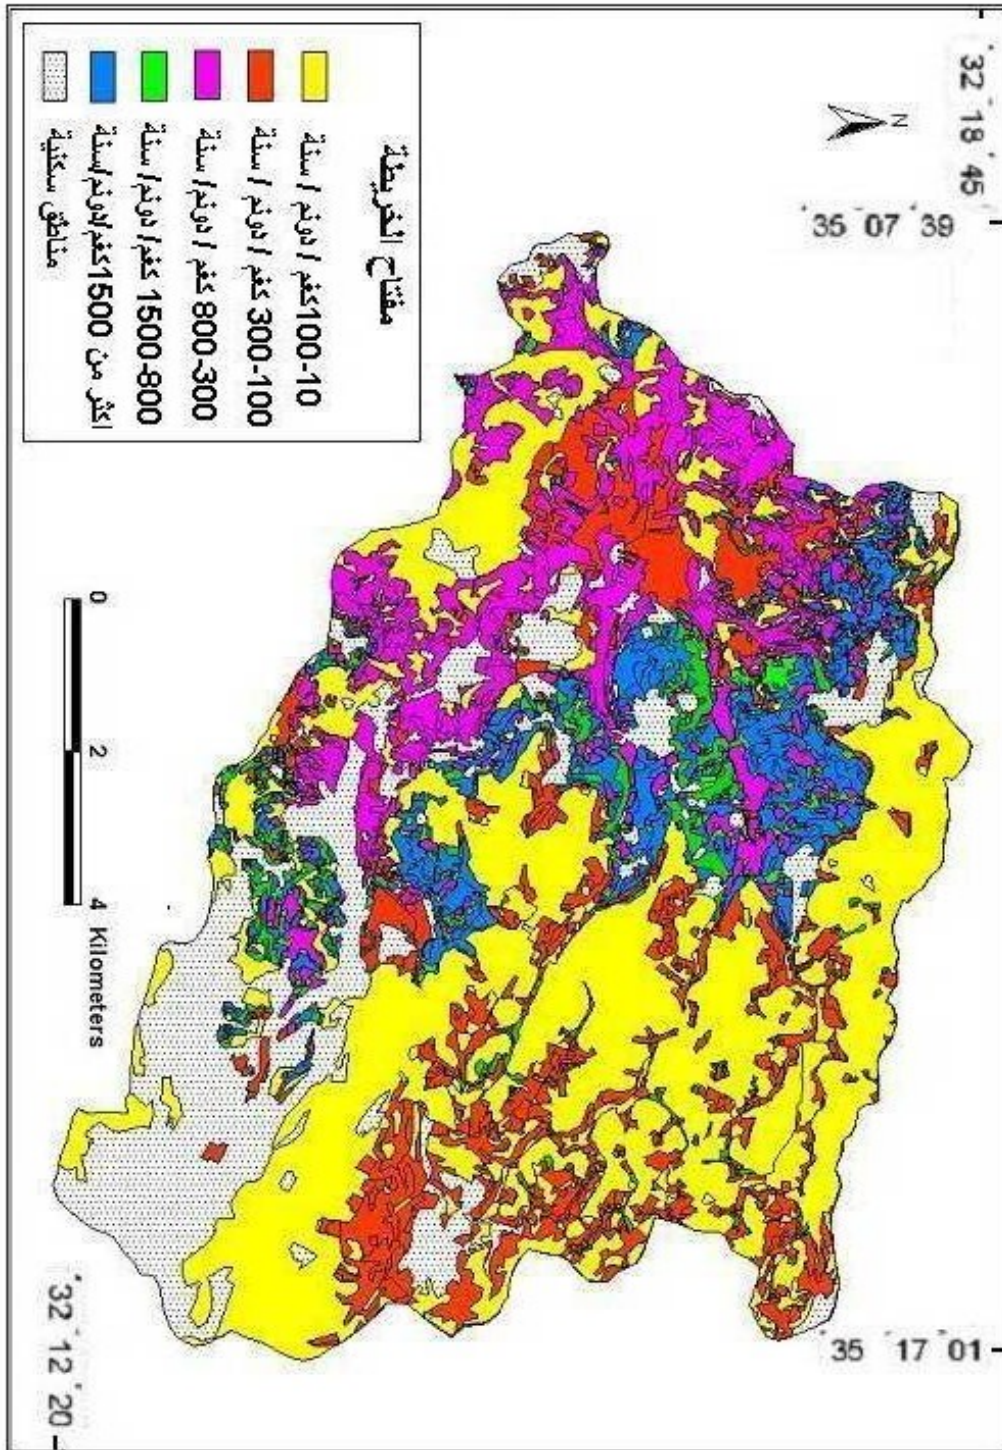 32 18 45
35 07 39
N
مفتاح الخريطة
10-100كغم / دونم / سنة
100-300 كغم / دونم / سنة
300-800 كغم / دونم/ سنة
800-1500 كغم/ دونم/ سنة
اكثر من 1500كغم/دونم/سنة
مناطق سكنية
0 2 4 Kilometers
35 17 01
32 12 20